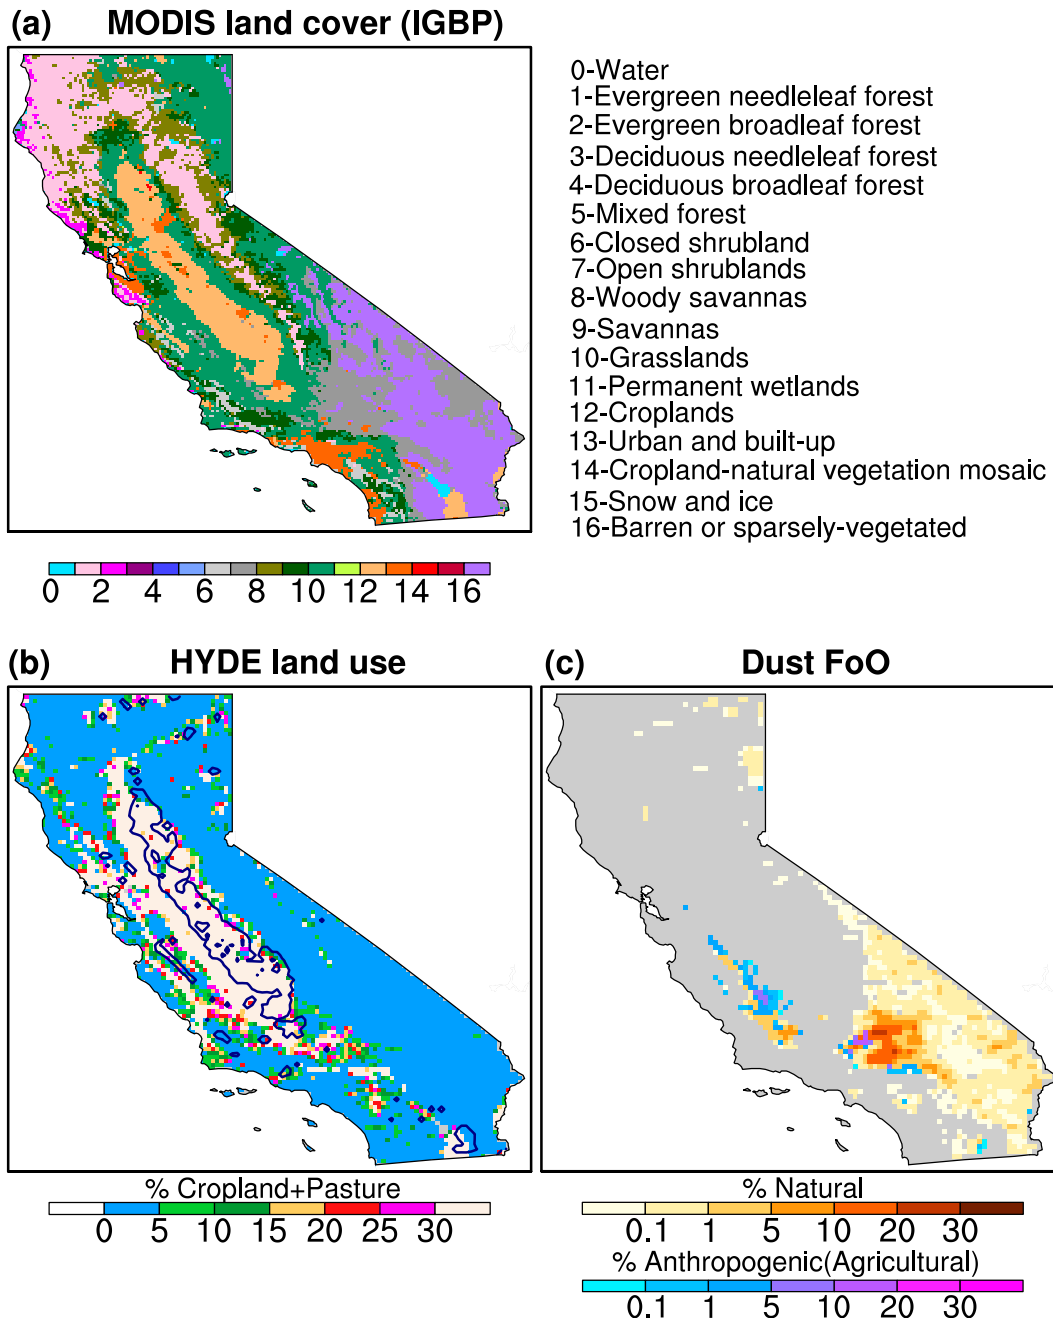 (a) MODIS land cover (IGBP)
0-Water
1-Evergreen needleleaf forest
2-Evergreen broadleaf forest
3-Deciduous needleleaf forest
4-Deciduous broadleaf forest
5-Mixed forest
6-Closed shrubland
7-Open shrublands
8-Woody savannas
9-Savannas
10-Grasslands
11-Permanent wetlands
12-Croplands
13-Urban and built-up
14-Cropland-natural vegetation mosaic
15-Snow and ice
16-Barren or sparsely-vegetated
0 2 4 6 8 10 12 14 16
(b) HYDE land use
% Cropland+Pasture
0 5 10 15 20 25 30
(c) Dust FoO
% Natural
0.1 1 5 10 20 30
% Anthropogenic(Agricultural)
0.1 1 5 10 20 30